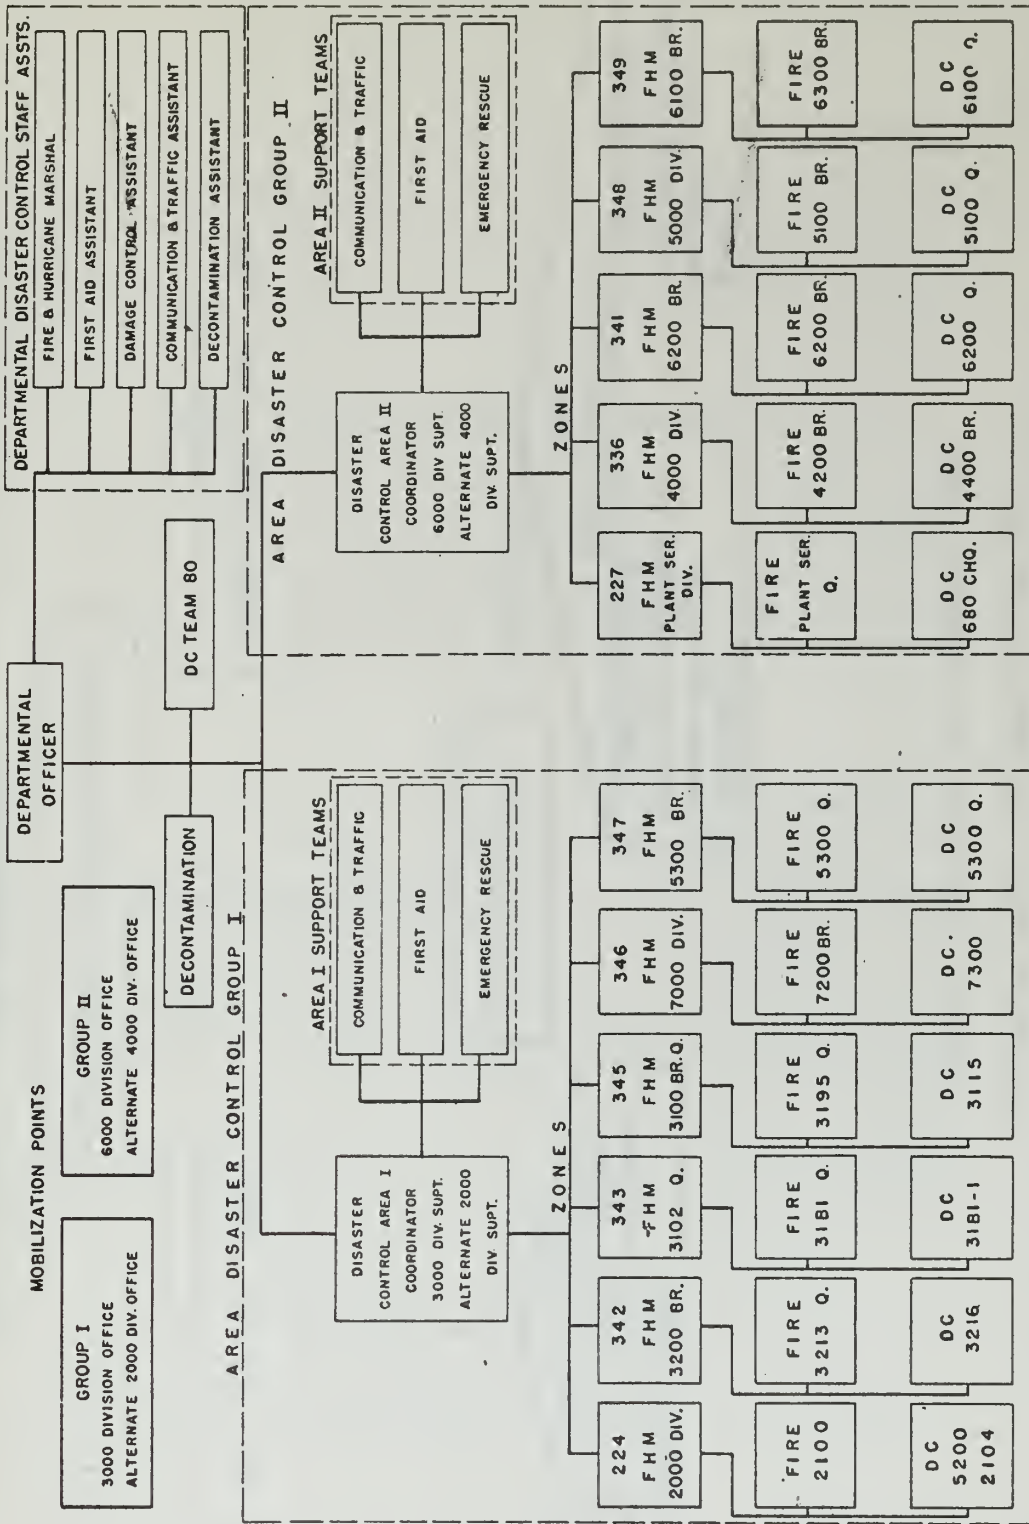 MOBILIZATION POINTS
GROUP I
3000 DIVISION OFFICE
ALTERNATE 2000 DIV. OFFICE
GROUP II
6000 DIVISION OFFICE
ALTERNATE 4000 DIV. OFFICE
DEPARTMENTAL
OFFICER
DEPARTMENTAL DISASTER CONTROL STAFF ASSTS.
FIRE & HURRICANE MARSHAL
FIRST AID ASSISTANT
DAMAGE CONTROL ASSISTANT
COMMUNICATION & TRAFFIC ASSISTANT
DECONTAMINATION ASSISTANT
DECONTAMINATION
DC TEAM 80
AREA DISASTER CONTROL GROUP I
AREA I SUPPORT TEAMS
COMMUNICATION & TRAFFIC
FIRST AID
EMERGENCY RESCUE
DISASTER
CONTROL AREA I
COORDINATOR
3000 DIV. SUPT.
ALTERNATE 2000
DIV. SUPT.
ZONES
224
FHM
2000 DIV.
FIRE
2100
DC
5200
2104
342
FHM
3200 BR.
FIRE
3213 Q.
DC
3216
343
FHM
3102 Q.
FIRE
3181 Q.
DC
3181-1
345
FHM
3100 BR.Q.
FIRE
3195 Q.
DC
3115
346
FHM
7000 DIV.
FIRE
7200 BR.
DC.
7300
347
FHM
5300 BR.
FIRE
5300 Q.
DC
5300 Q.
AREA DISASTER CONTROL GROUP II
AREA II SUPPORT TEAMS
COMMUNICATION & TRAFFIC
FIRST AID
EMERGENCY RESCUE
DISASTER
CONTROL AREA II
COORDINATOR
6000 DIV SUPT.
ALTERNATE 4000
DIV. SUPT.
ZONES
227
FHM
PLANT SER.
DIV.
FIRE
PLANT SER.
Q.
DC
680 CHQ.
336
FHM
4000 DIV.
FIRE
4200 BR.
DC
4400 BR.
341
FHM
6200 BR.
FIRE
6200 BR.
DC
6200 Q.
348
FHM
5000 DIV.
FIRE
5100 BR.
DC
5100 Q.
349
FHM
6100 BR.
FIRE
6300 BR.
DC
6100 Q.